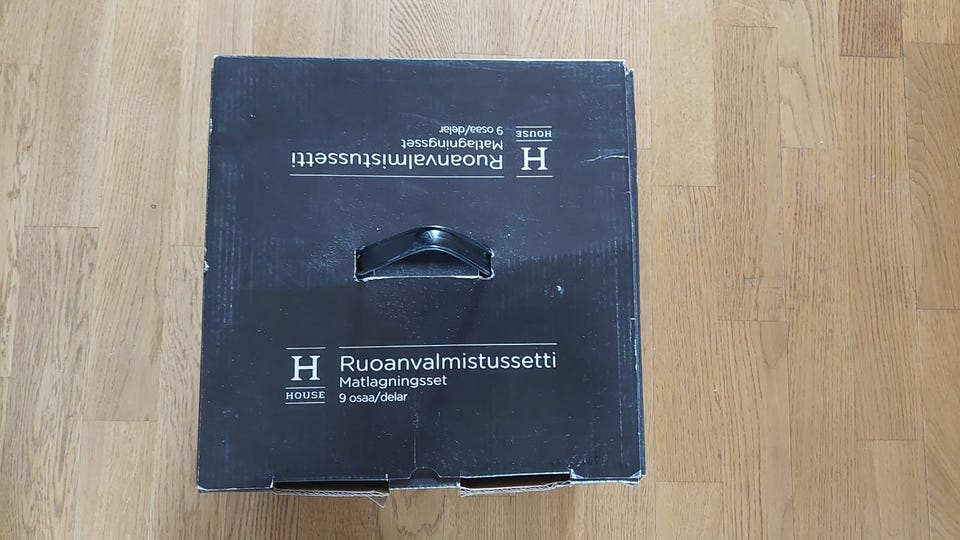 Ruoanvalmistussetti
Matlagningsset
9 osaa/delar
H
HOUSE
H
HOUSE
Ruoanvalmistussetti
Matlagningsset
9 osaa/delar